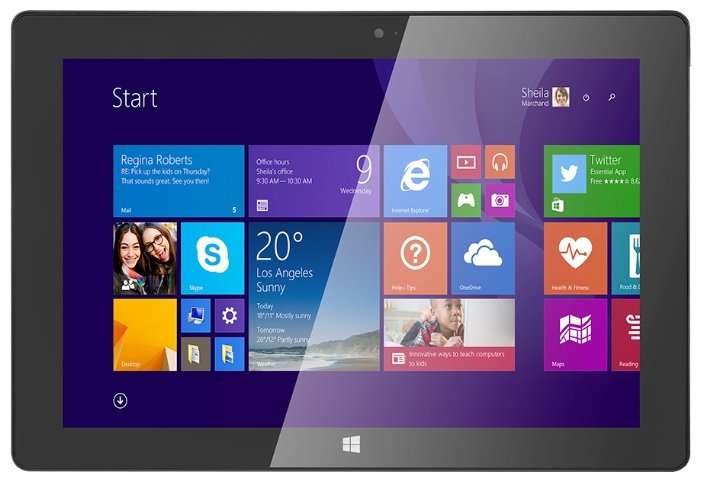 Start
Sheila
Marchand
Regina Roberts
RE: Pick up the kids on Thursday?
That sounds great. See you then!
Mail
5
Office hours
Sheila's office
9:30 AM — 10:30 AM
9
Wednesday
Internet Explorer
Twitter
Essential App
Free ★★★★☆ 8,62
Skype
20°
Los Angeles
Sunny
Today
18°/11° Mostly sunny
Tomorrow
20°/12° Partly sunny
Weather
Help+Tips
OneDrive
Health & Fitness
Food &
Desktop
Innovative ways to teach computers
to kids
Maps
Reading